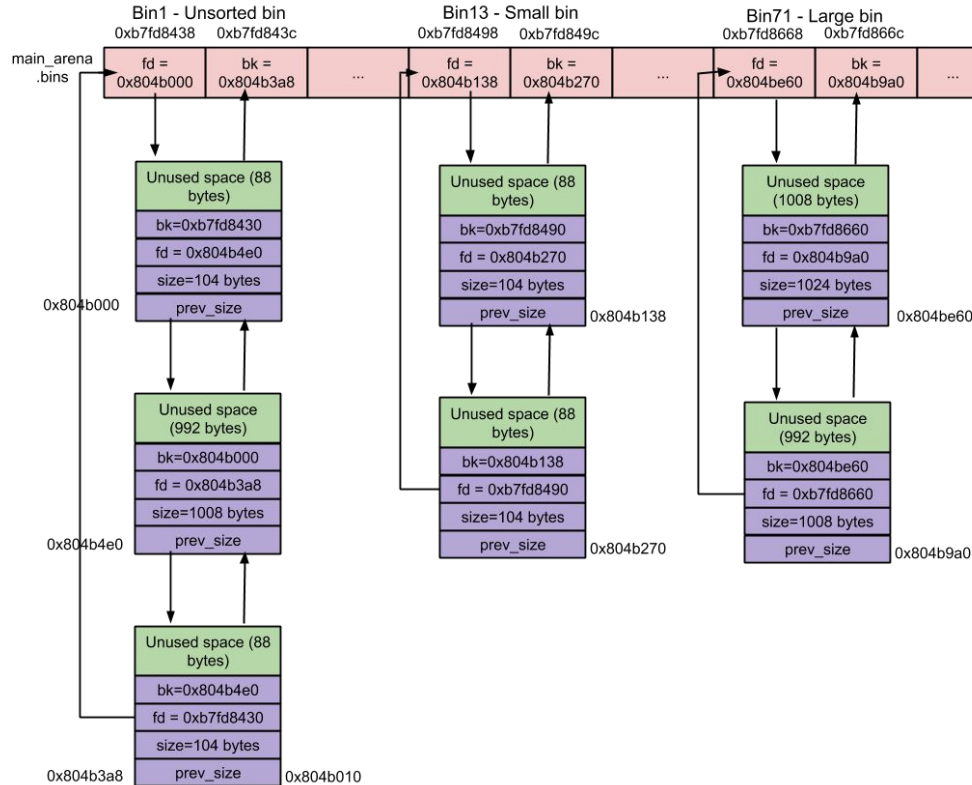 Bin1 - Unsorted bin
Bin13 - Small bin
Bin71 - Large bin
0xb7fd8438
0xb7fd843c
0xb7fd8498
0xb7fd849c
0xb7fd8668
0xb7fd866c
main_arena
.bins
fd =
0x804b000
bk =
0x804b3a8
...
fd =
0x804b138
bk =
0x804b270
...
fd =
0x804be60
bk =
0x804b9a0
...
Unused space (88
bytes)
bk=0xb7fd8430
fd = 0x804b4e0
size=104 bytes
prev_size
0x804b000
Unused space (88
bytes)
bk=0xb7fd8490
fd = 0x804b270
size=104 bytes
prev_size
0x804b138
Unused space
(1008 bytes)
bk=0xb7fd8660
fd = 0x804b9a0
size=1024 bytes
prev_size
0x804be60
Unused space
(992 bytes)
bk=0x804b000
fd = 0x804b3a8
size=1008 bytes
prev_size
0x804b4e0
Unused space (88
bytes)
bk=0x804b138
fd = 0xb7fd8490
size=104 bytes
prev_size
0x804b270
Unused space
(992 bytes)
bk=0x804be60
fd = 0xb7fd8660
size=1008 bytes
prev_size
0x804b9a0
Unused space (88
bytes)
bk=0x804b4e0
fd = 0xb7fd8430
size=104 bytes
prev_size
0x804b3a8
0x804b010